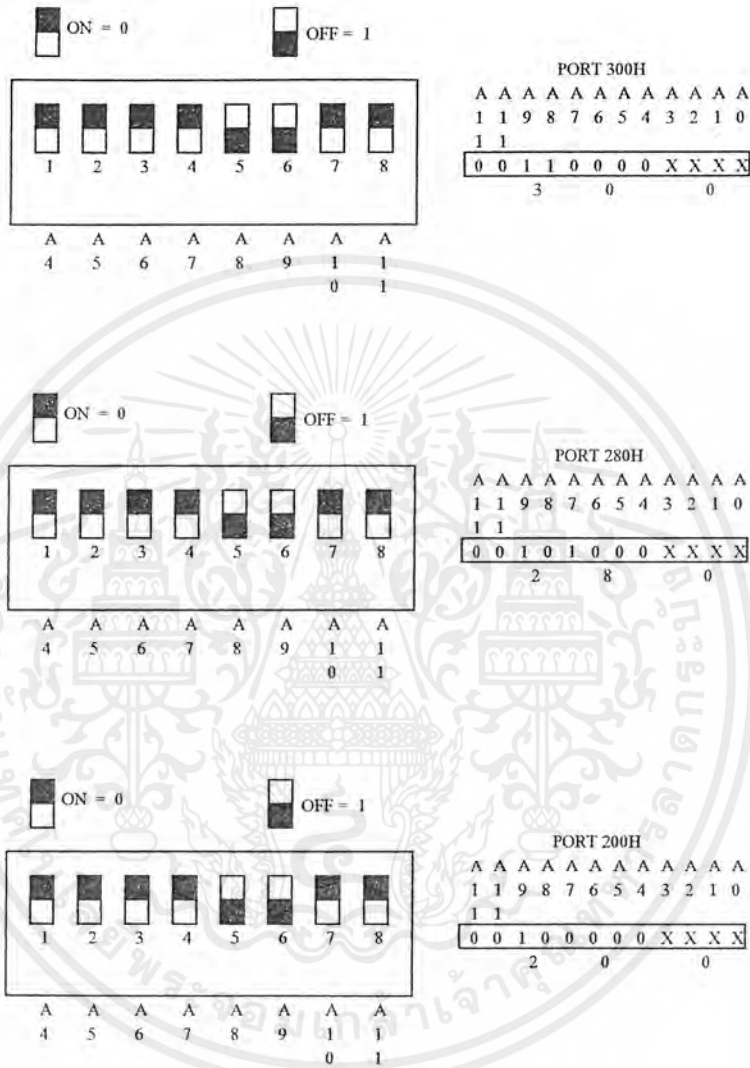 ON = 0 OFF = 1
PORT 300H
A A A A A A A A A A A A
1 1 9 8 7 6 5 4 3 2 1 0
1 1
0 0 1 1 0 0 0 0 X X X X
3 0 0
1 2 3 4 5 6 7 8
A A A A A A A A
4 5 6 7 8 9 1 1
0 1
ON = 0 OFF = 1
PORT 280H
A A A A A A A A A A A A
1 1 9 8 7 6 5 4 3 2 1 0
1 1
0 0 1 0 1 0 0 0 X X X X
2 8 0
1 2 3 4 5 6 7 8
A A A A A A A A
4 5 6 7 8 9 1 1
0 1
ON = 0 OFF = 1
PORT 200H
A A A A A A A A A A A A
1 1 9 8 7 6 5 4 3 2 1 0
1 1
0 0 1 0 0 0 0 0 X X X X
2 0 0
1 2 3 4 5 6 7 8
A A A A A A A A
4 5 6 7 8 9 1 1
0 1